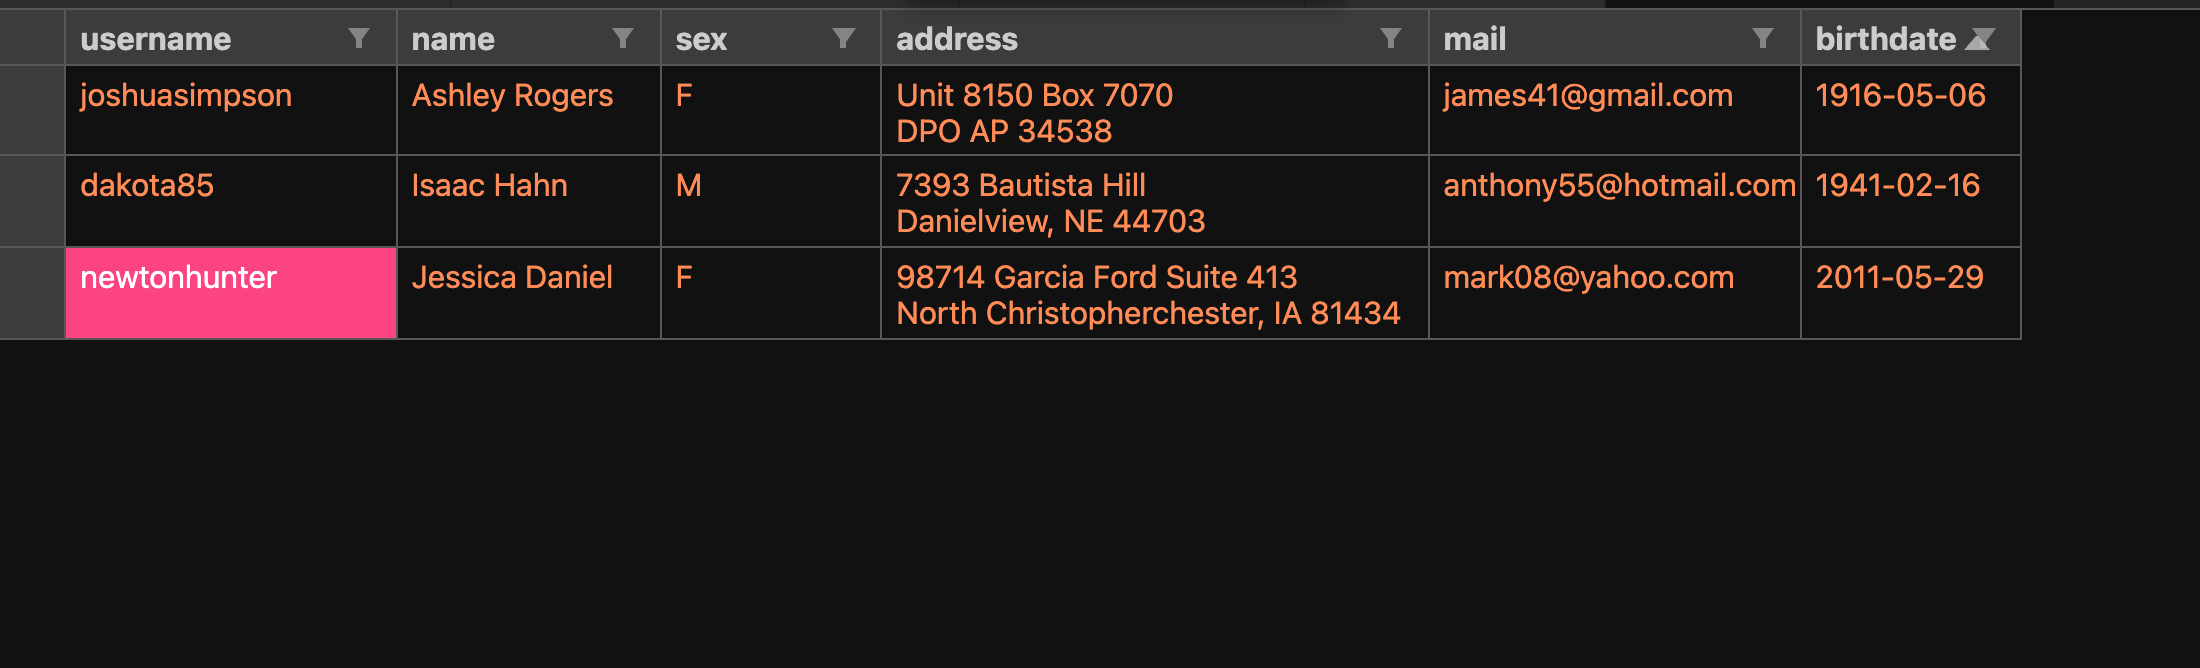 username name sex address mail birthdate
joshuasimpson Ashley Rogers F Unit 8150 Box 7070 james41@gmail.com 1916-05-06
DPO AP 34538
dakota85 Isaac Hahn M 7393 Bautista Hill anthony55@hotmail.com 1941-02-16
Danielview, NE 44703
newtonhunter Jessica Daniel F 98714 Garcia Ford Suite 413 mark08@yahoo.com 2011-05-29
North Christopherchester, IA 81434